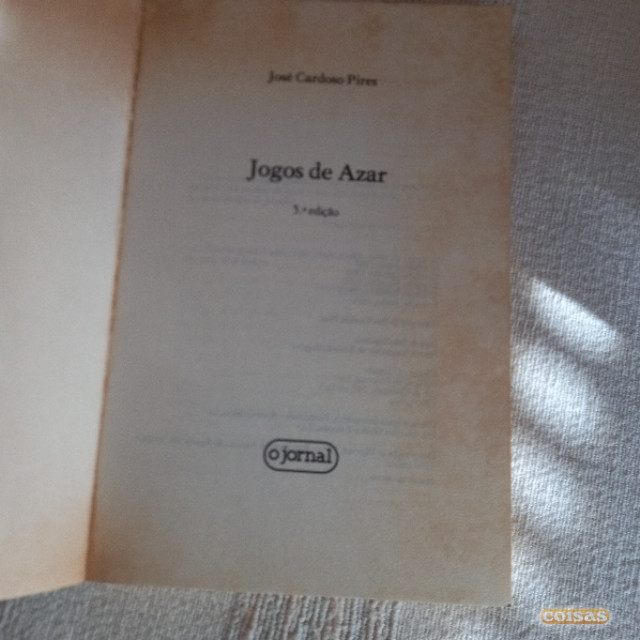 José Cardoso Pires
Jogos de Azar
5.ª edição
o jornal
coisas